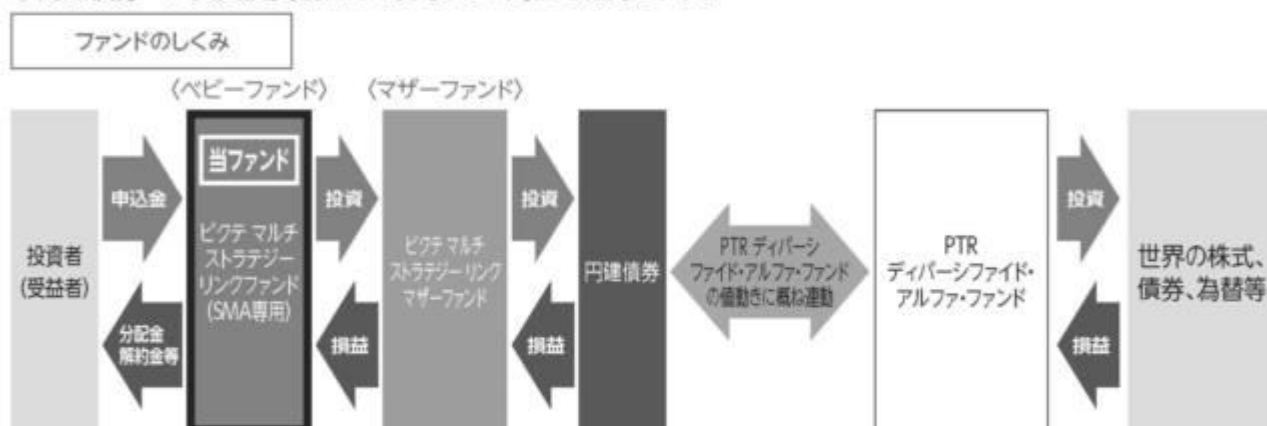 ファンドのしくみ
〈ベビーファンド〉
〈マザーファンド〉
投資者
(受益者)
申込金
分配金
解約金等
当ファンド
ピクテ マルチ
ストラテジー
リンクファンド
(SMA専用)
投資
損益
ピクテ マルチ
ストラテジー リンク
マザーファンド
投資
損益
円建債券
PTR ディバーシ
ファイド・アルファ・ファンド
の値動きに概ね連動
PTR
ディバーシファイド・
アルファ・ファンド
投資
損益
世界の株式、
債券、為替等